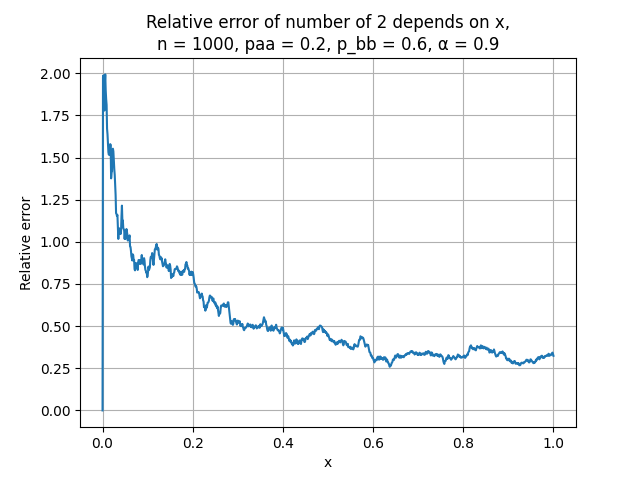 Relative error of number of 2 depends on x,
n = 1000, paa = 0.2, p_bb = 0.6, α = 0.9
2.00
1.75
1.50
1.25
1.00
0.75
0.50
0.25
0.00
Relative error
0.0 0.2 0.4 0.6 0.8 1.0
x